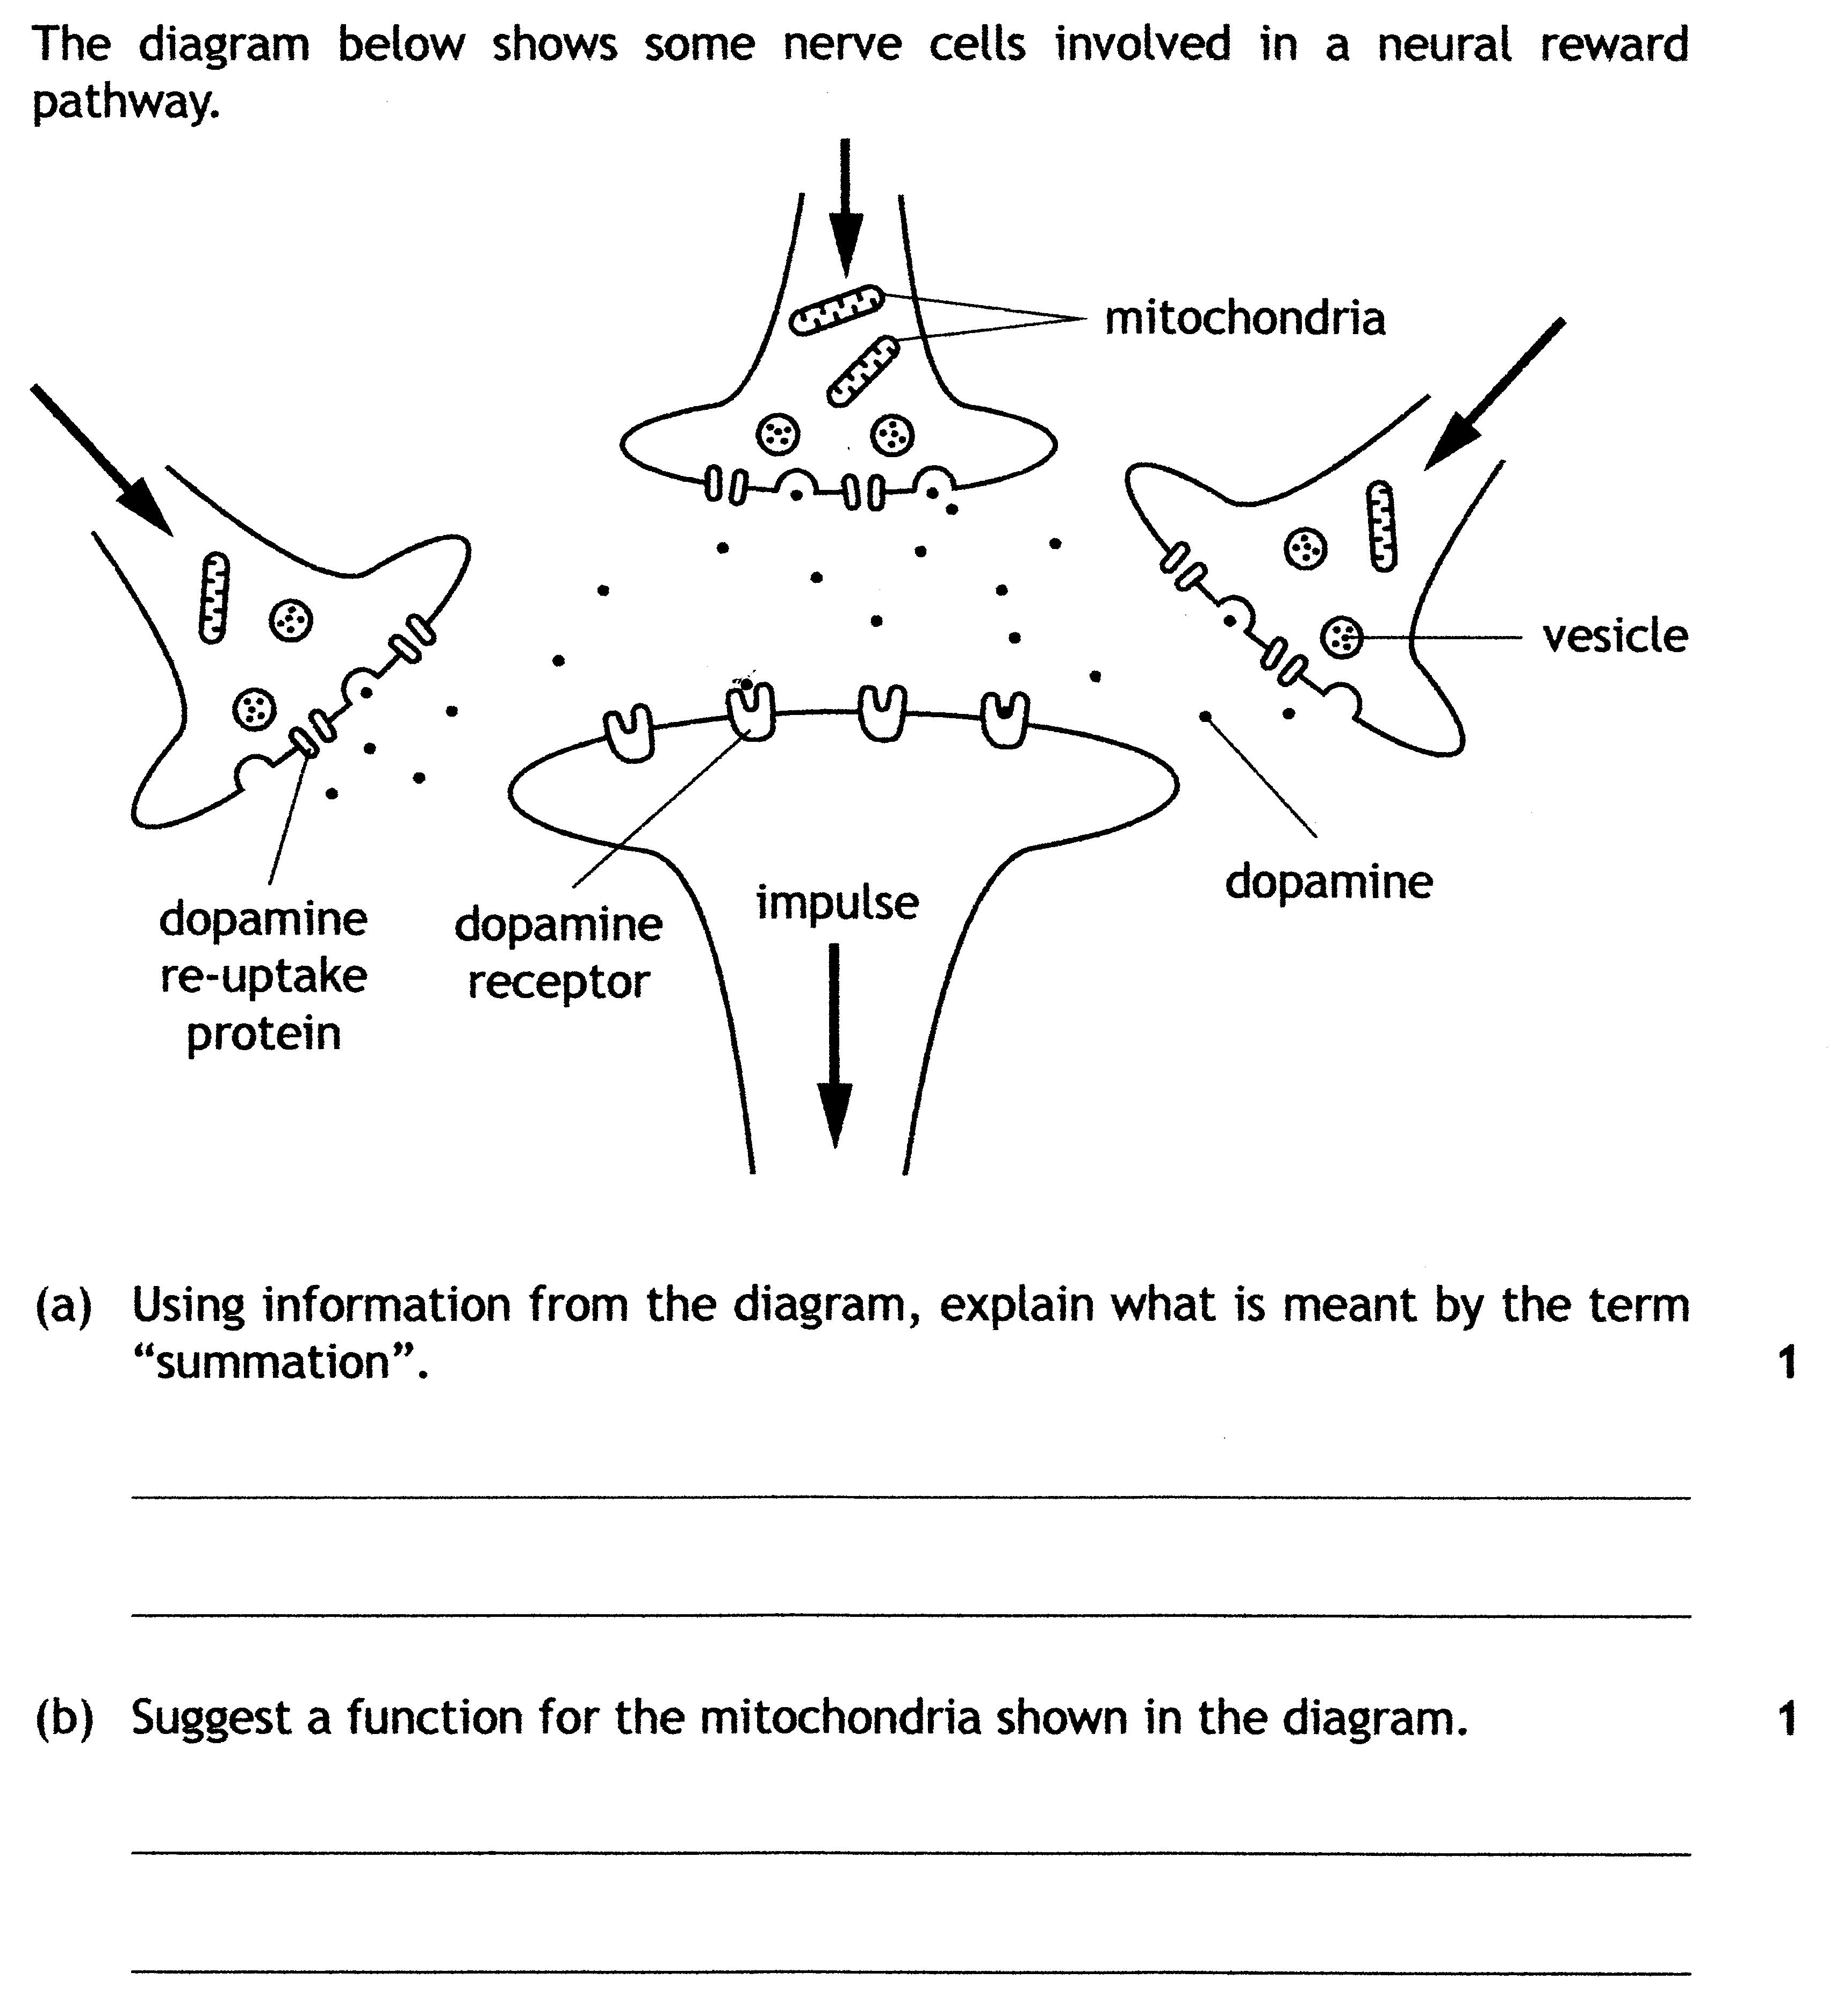 The diagram below shows some nerve cells involved in a neural reward
pathway.
mitochondria
vesicle
dopamine
dopamine
re-uptake
protein
dopamine
receptor
impulse
(a) Using information from the diagram, explain what is meant by the term
“summation”. 1
(b) Suggest a function for the mitochondria shown in the diagram. 1